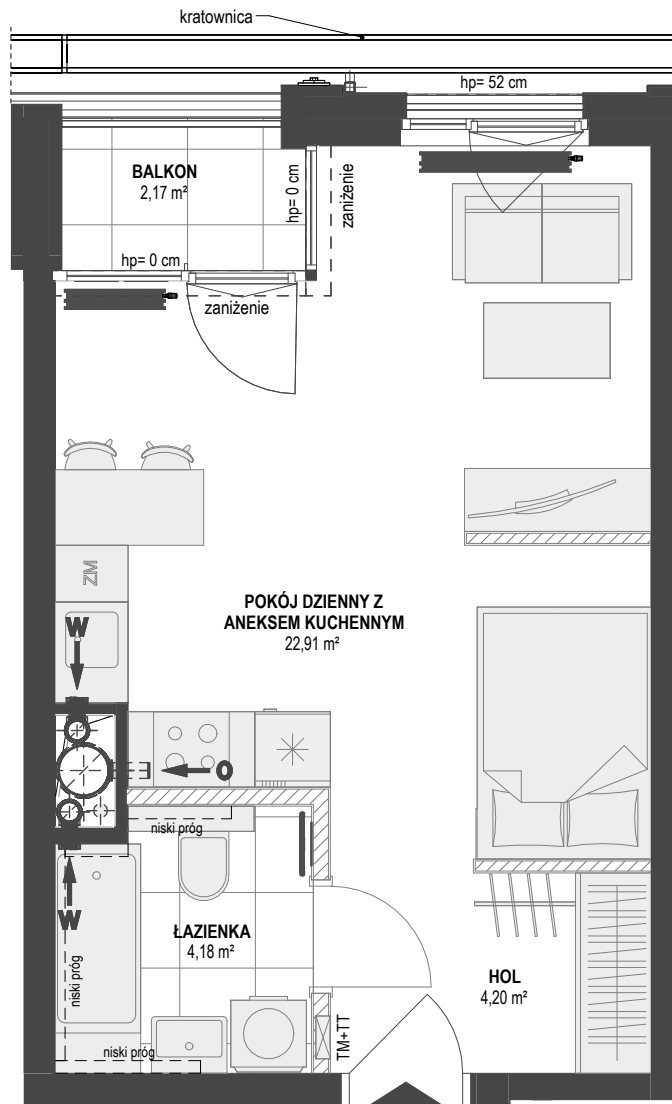 kratownica
hp= 52 cm
BALKON
2,17 m²
hp= 0 cm
zaniżenie
hp= 0 cm
zaniżenie
ZM
POKÓJ DZIENNY Z
ANEKSEM KUCHENNYM
22,91 m²
W
O
niski próg
W
ŁAZIENKA
4,18 m²
niski próg
HOL
4,20 m²
TM+TT
niski próg